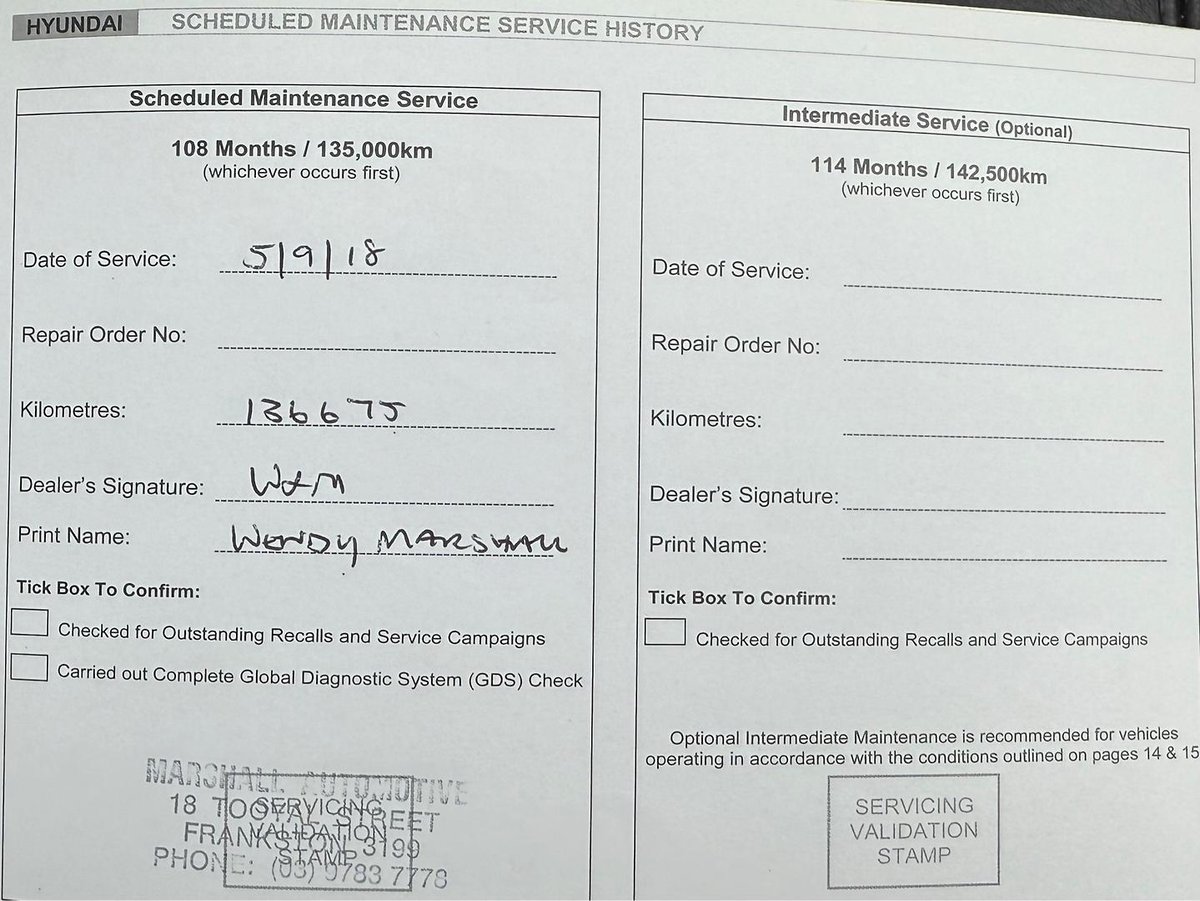 HYUNDAI
SCHEDULED MAINTENANCE SERVICE HISTORY
Scheduled Maintenance Service
108 Months / 135,000km
(whichever occurs first)
Date of Service: 5/9/18
Repair Order No:
Kilometres: 136675
Dealer's Signature: W&M
Print Name: WENDY MARSHALL
Tick Box To Confirm:
Checked for Outstanding Recalls and Service Campaigns
Carried out Complete Global Diagnostic System (GDS) Check
MARSHALL AUTOMOTIVE
18 TOOYAL STREET
FRANKSTON 3199
PHONE: (03) 9783 7778
SERVICING
VALIDATION
STAMP
Intermediate Service (Optional)
114 Months / 142,500km
(whichever occurs first)
Date of Service:
Repair Order No:
Kilometres:
Dealer's Signature:
Print Name:
Tick Box To Confirm:
Checked for Outstanding Recalls and Service Campaigns
Optional Intermediate Maintenance is recommended for vehicles
operating in accordance with the conditions outlined on pages 14 & 15
SERVICING
VALIDATION
STAMP